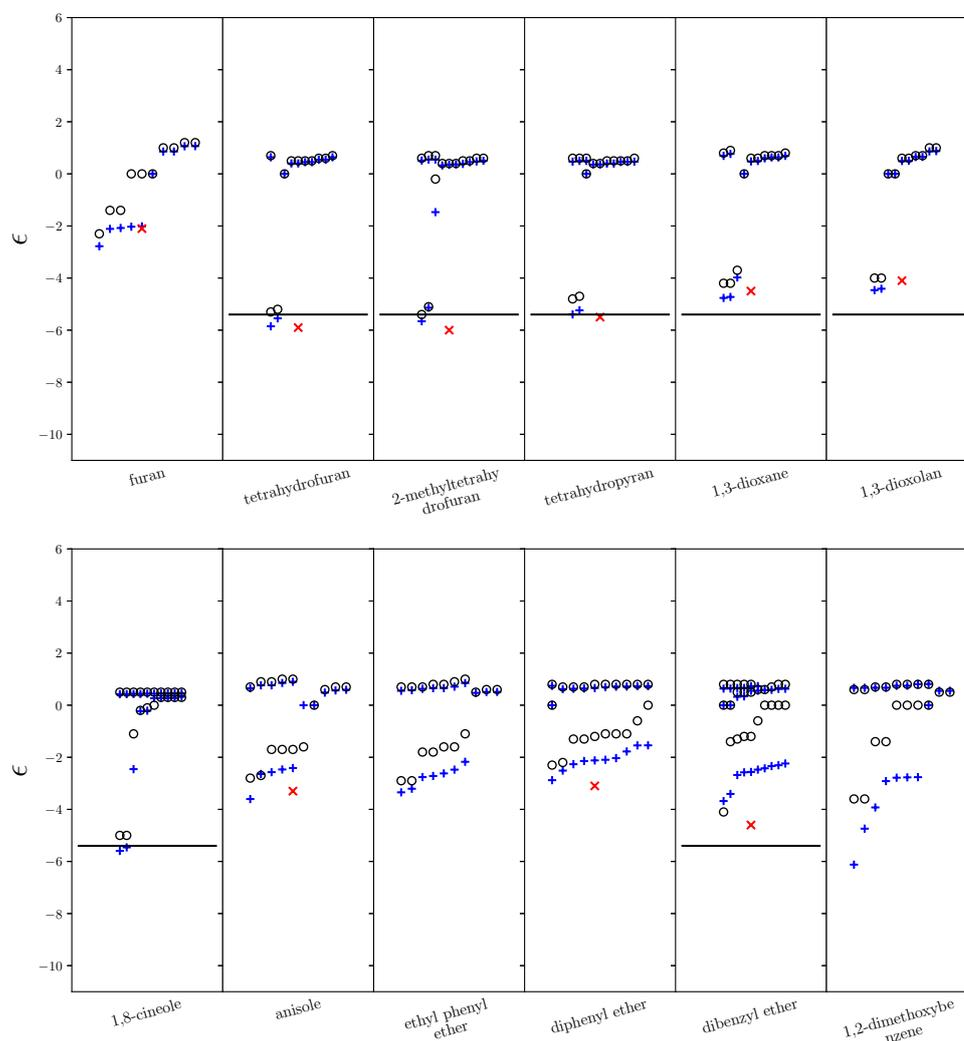 6
4
2
0
−2
−4
−6
−8
−10
ϵ
furan
tetrahydrofuran
2-methyltetrahy
drofuran
tetrahydropyran
1,3-dioxane
1,3-dioxolan
6
4
2
0
−2
−4
−6
−8
−10
ϵ
1,8-cineole
anisole
ethyl phenyl
ether
diphenyl ether
dibenzyl ether
1,2-dimethoxybe
nzene